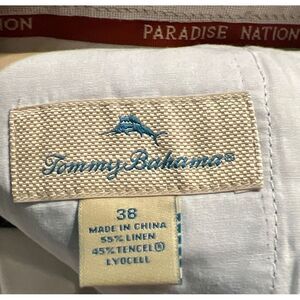 ION
PARADISE NATION
Tommy Bahama®
38
MADE IN CHINA
55% LINEN
45% TENCEL®
LYOCELL